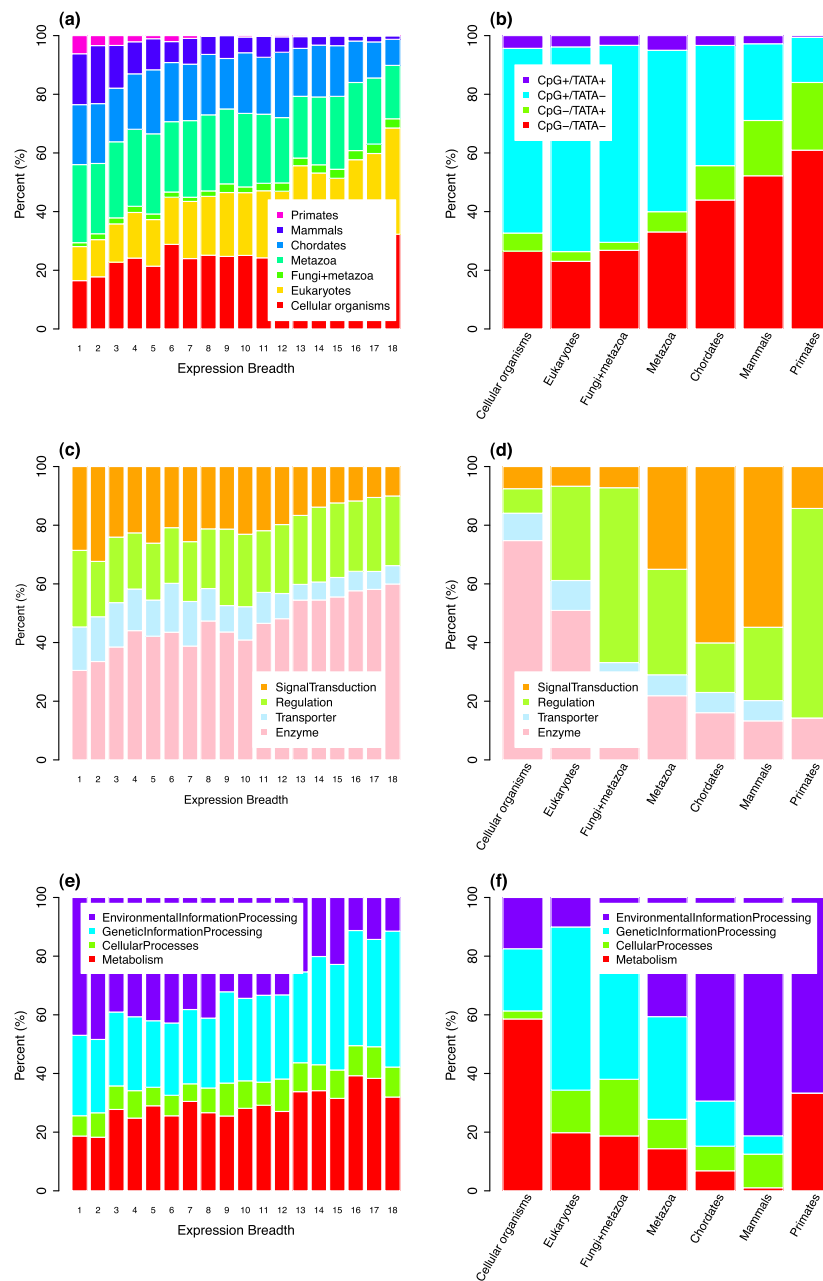 (a)
Percent (%)
100
80
60
40
20
0
Primates
Mammals
Chordates
Metazoa
Fungi+metazoa
Eukaryotes
Cellular organisms
1 2 3 4 5 6 7 8 9 10 11 12 13 14 15 16 17 18
Expression Breadth
(b)
Percent (%)
100
80
60
40
20
0
CpG+/TATA+
CpG+/TATA−
CpG−/TATA+
CpG−/TATA−
Cellular organisms
Eukaryotes
Fungi+metazoa
Metazoa
Chordates
Mammals
Primates
(c)
Percent (%)
100
80
60
40
20
0
SignalTransduction
Regulation
Transporter
Enzyme
1 2 3 4 5 6 7 8 9 10 11 12 13 14 15 16 17 18
Expression Breadth
(d)
Percent (%)
100
80
60
40
20
0
SignalTransduction
Regulation
Transporter
Enzyme
Cellular organisms
Eukaryotes
Fungi+metazoa
Metazoa
Chordates
Mammals
Primates
(e)
Percent (%)
100
80
60
40
20
0
EnvironmentalInformationProcessing
GeneticInformationProcessing
CellularProcesses
Metabolism
1 2 3 4 5 6 7 8 9 10 11 12 13 14 15 16 17 18
Expression Breadth
(f)
Percent (%)
100
80
60
40
20
0
EnvironmentalInformationProcessing
GeneticInformationProcessing
CellularProcesses
Metabolism
Cellular organisms
Eukaryotes
Fungi+metazoa
Metazoa
Chordates
Mammals
Primates